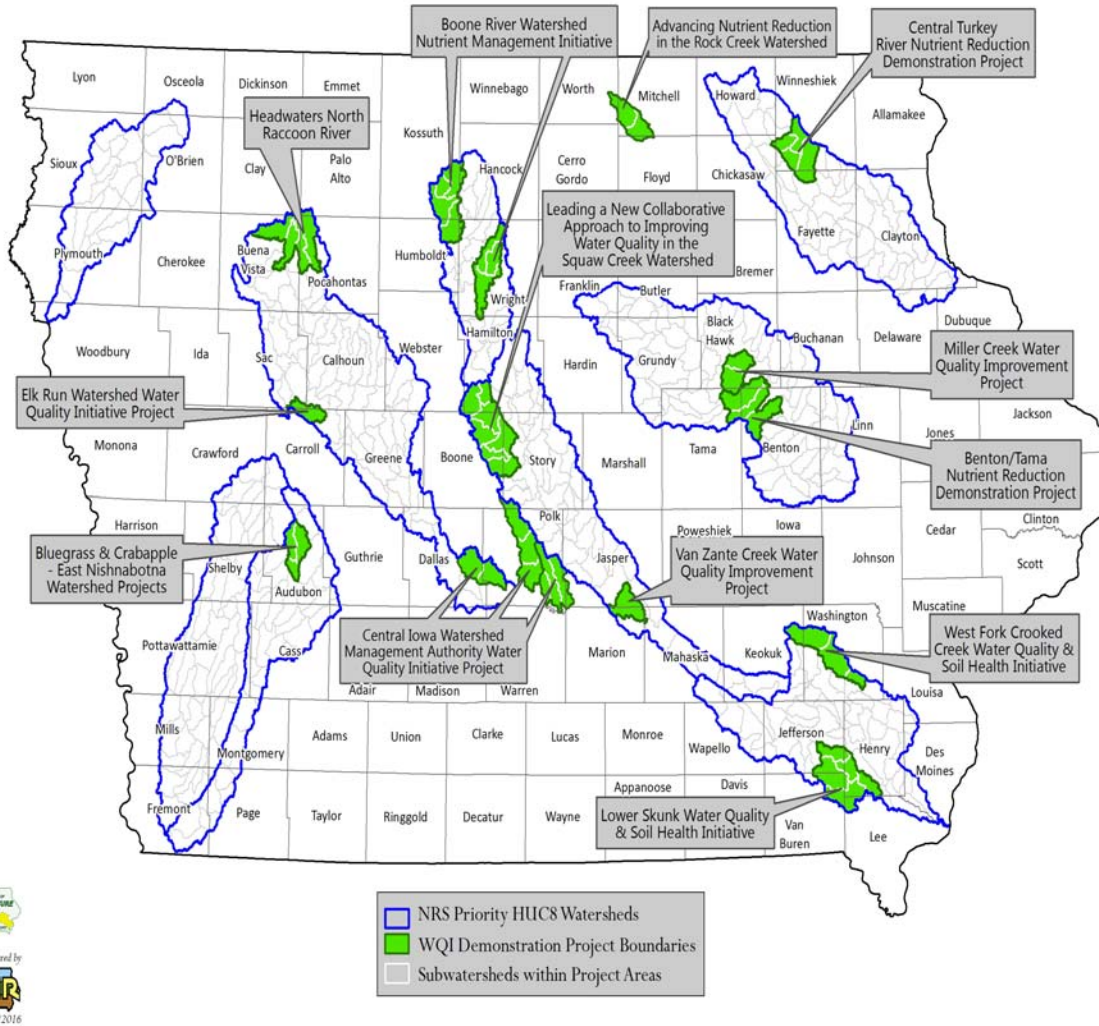 Boone River Watershed
Nutrient Management Initiative
Advancing Nutrient Reduction
in the Rock Creek Watershed
Central Turkey
River Nutrient Reduction
Demonstration Project
Lyon
Osceola
Dickinson
Emmet
Winnebago
Worth
Mitchell
Howard
Winneshiek
Allamakee
Headwaters North
Raccoon River
Kossuth
Sioux
O'Brien
Clay
Palo
Alto
Hancock
Cerro
Gordo
Floyd
Chickasaw
Leading a New Collaborative
Approach to Improving
Water Quality in the
Squaw Creek Watershed
Plymouth
Cherokee
Buena
Vista
Pocahontas
Humboldt
Wright
Franklin
Butler
Bremer
Fayette
Clayton
Woodbury
Ida
Sac
Calhoun
Webster
Hamilton
Hardin
Grundy
Black
Hawk
Buchanan
Delaware
Dubuque
Miller Creek Water
Quality Improvement
Project
Elk Run Watershed Water
Quality Initiative Project
Monona
Crawford
Carroll
Greene
Boone
Story
Marshall
Tama
Benton
Linn
Jones
Jackson
Benton/Tama
Nutrient Reduction
Demonstration Project
Harrison
Shelby
Audubon
Guthrie
Dallas
Polk
Jasper
Poweshiek
Iowa
Johnson
Cedar
Clinton
Scott
Muscatine
Bluegrass & Crabapple
- East Nishnabotna
Watershed Projects
Van Zante Creek Water
Quality Improvement
Project
Central Iowa Watershed
Management Authority Water
Quality Initiative Project
Pottawattamie
Cass
Adair
Madison
Warren
Marion
Mahaska
Keokuk
Washington
Louisa
West Fork Crooked
Creek Water Quality &
Soil Health Initiative
Mills
Montgomery
Adams
Union
Clarke
Lucas
Monroe
Wapello
Jefferson
Henry
Des
Moines
Fremont
Page
Taylor
Ringgold
Decatur
Wayne
Appanoose
Davis
Van
Buren
Lee
Lower Skunk Water Quality
& Soil Health Initiative
NRS Priority HUC8 Watersheds
WQI Demonstration Project Boundaries
Subwatersheds within Project Areas
2016